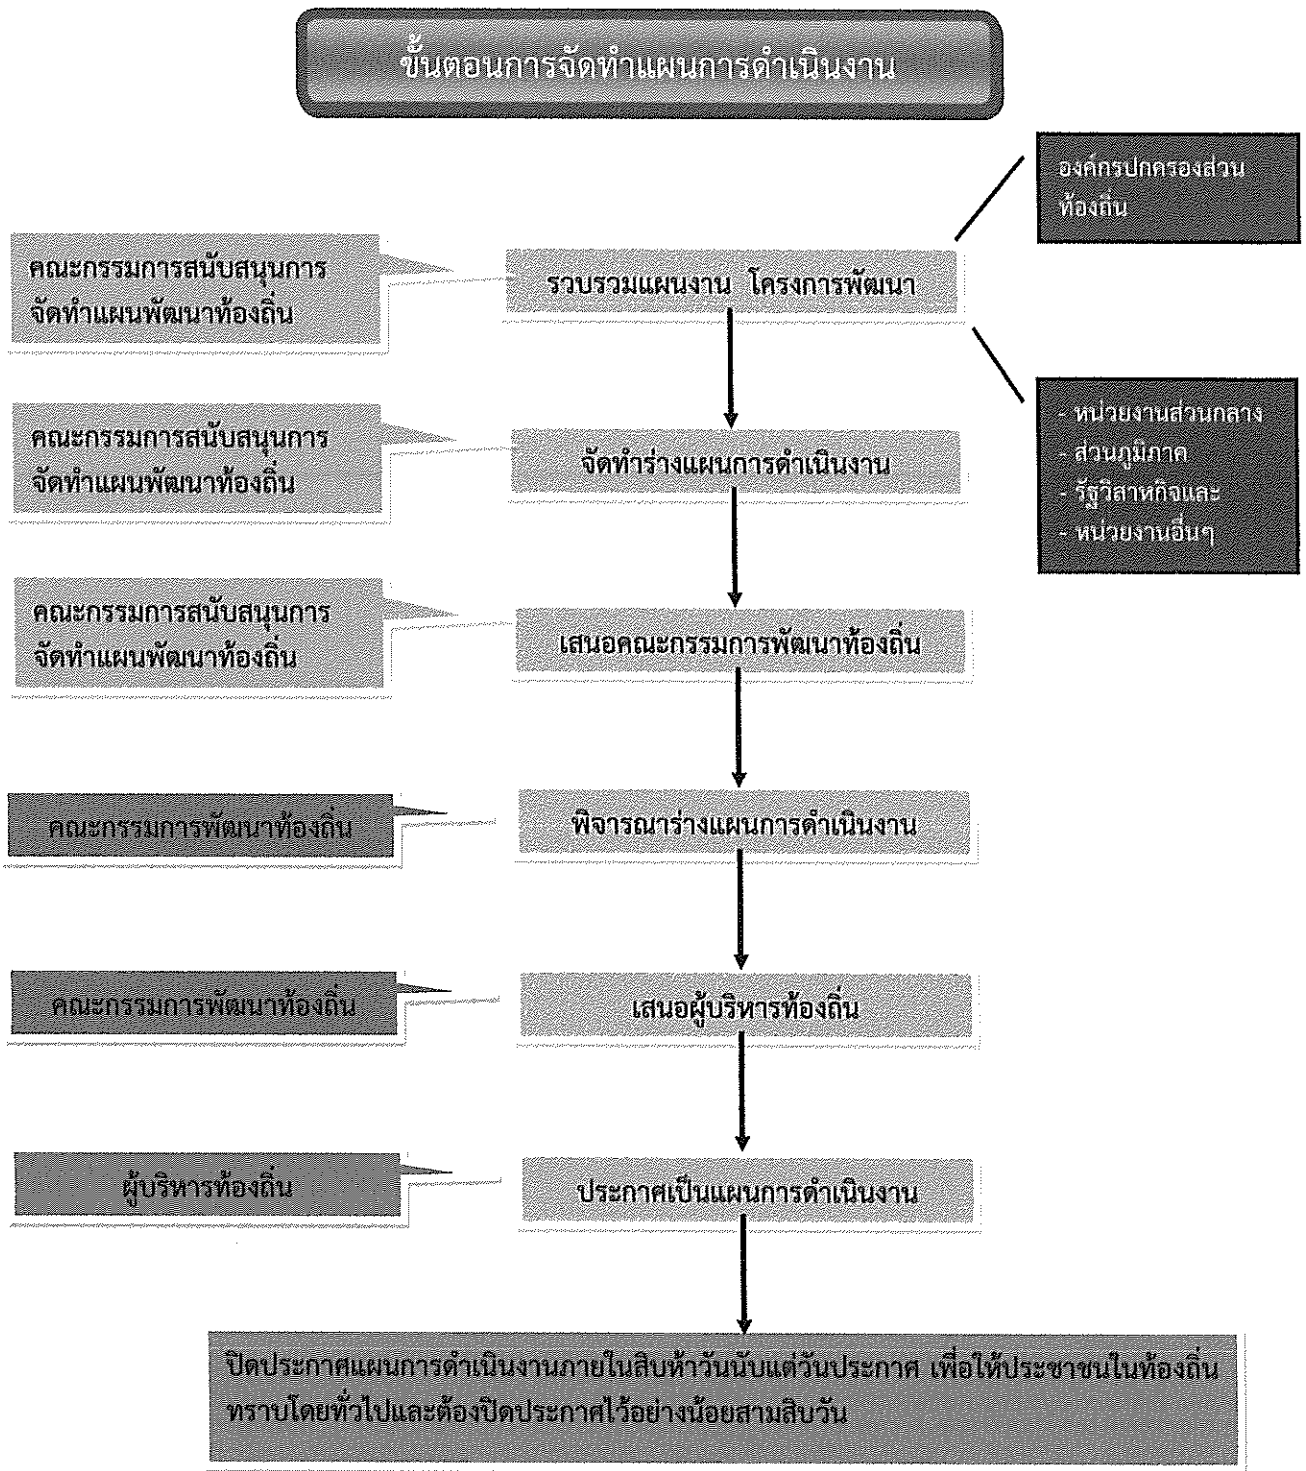 ขั้นตอนการจัดทำแผนการดำเนินงาน
องค์กรปกครองส่วน
ท้องถิ่น
คณะกรรมการสนับสนุนการ
จัดทำแผนพัฒนาท้องถิ่น
รวบรวมแผนงาน โครงการพัฒนา
- หน่วยงานส่วนกลาง
- ส่วนภูมิภาค
- รัฐวิสาหกิจและ
- หน่วยงานอื่นๆ
คณะกรรมการสนับสนุนการ
จัดทำแผนพัฒนาท้องถิ่น
จัดทำร่างแผนการดำเนินงาน
คณะกรรมการสนับสนุนการ
จัดทำแผนพัฒนาท้องถิ่น
เสนอคณะกรรมการพัฒนาท้องถิ่น
คณะกรรมการพัฒนาท้องถิ่น
พิจารณาร่างแผนการดำเนินงาน
คณะกรรมการพัฒนาท้องถิ่น
เสนอผู้บริหารท้องถิ่น
ผู้บริหารท้องถิ่น
ประกาศเป็นแผนการดำเนินงาน
ปิดประกาศแผนการดำเนินงานภายในสิบห้าวันนับแต่วันประกาศ เพื่อให้ประชาชนในท้องถิ่น
ทราบโดยทั่วไปและต้องปิดประกาศไว้อย่างน้อยสามสิบวัน